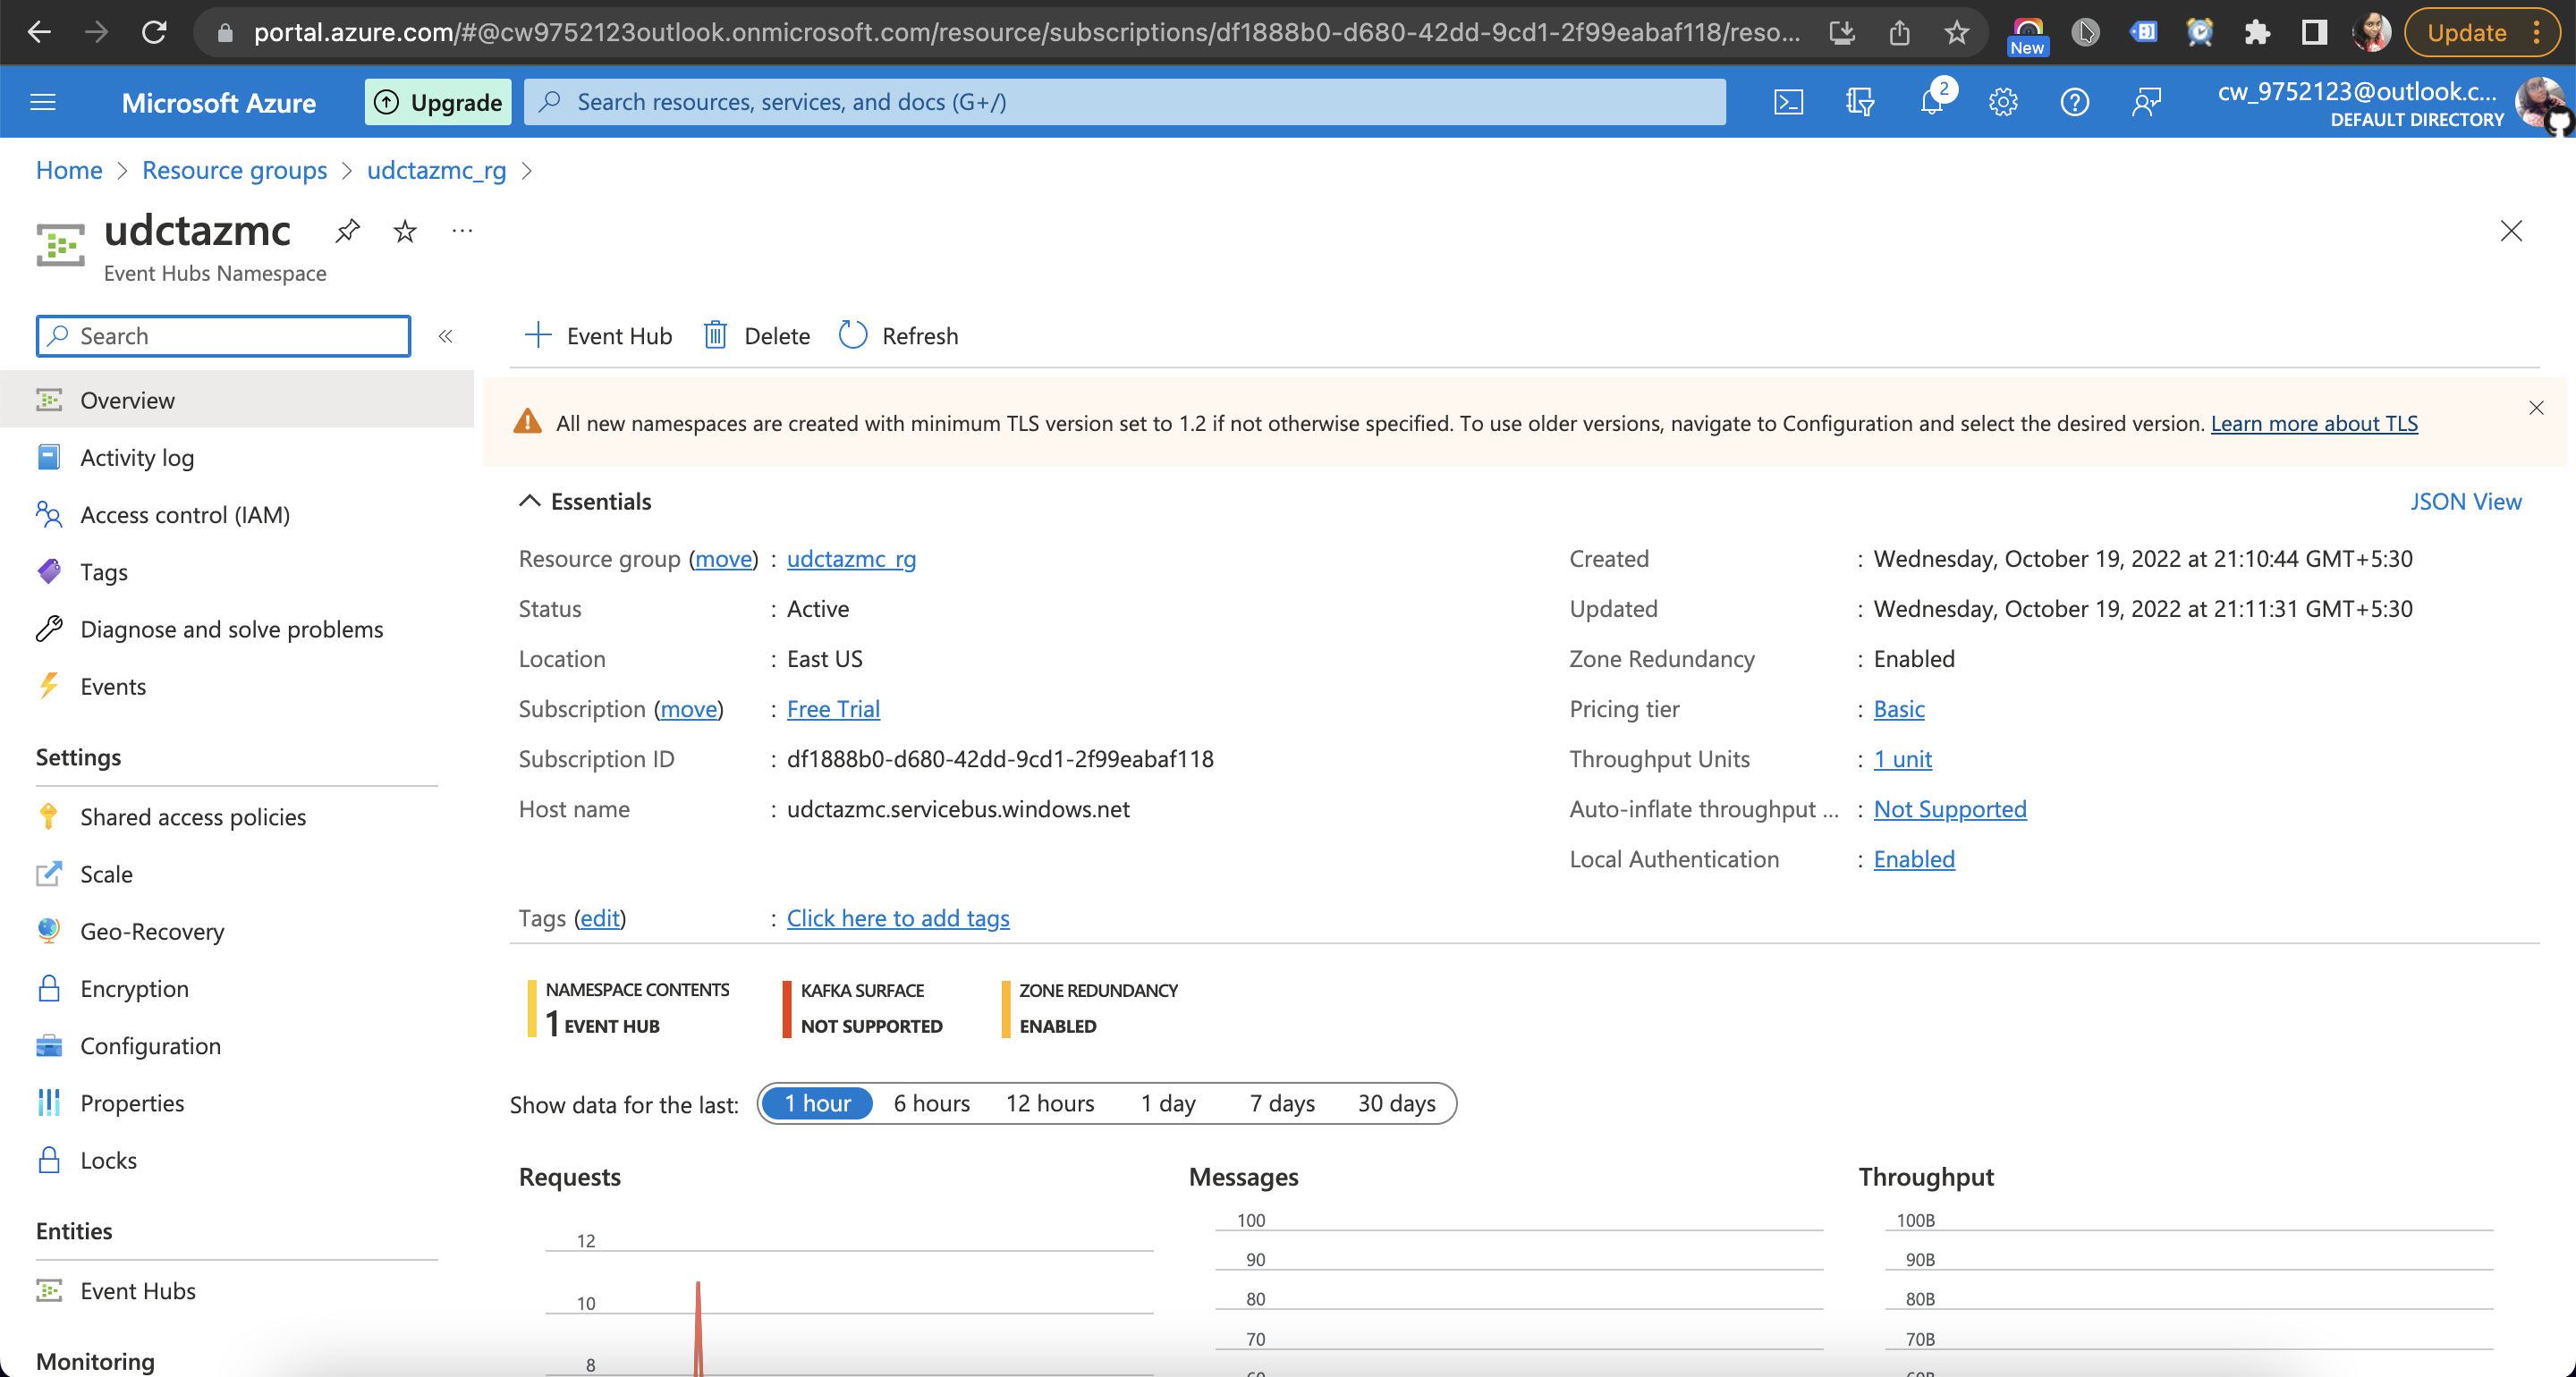 portal.azure.com/#@cw9752123outlook.onmicrosoft.com/resource/subscriptions/df1888b0-d680-42dd-9cd1-2f99eabaf118/reso...
New
Update
Microsoft Azure
Upgrade
Search resources, services, and docs (G+/)
2
cw_9752123@outlook.c...
DEFAULT DIRECTORY
Home > Resource groups > udctazmc_rg >
udctazmc
...
Event Hubs Namespace
Search
«
Event Hub
Delete
Refresh
Overview
Activity log
Access control (IAM)
Tags
Diagnose and solve problems
Events
Settings
Shared access policies
Scale
Geo-Recovery
Encryption
Configuration
Properties
Locks
Entities
Event Hubs
Monitoring
All new namespaces are created with minimum TLS version set to 1.2 if not otherwise specified. To use older versions, navigate to Configuration and select the desired version. Learn more about TLS
Essentials
JSON View
Resource group (move) : udctazmc_rg
Status : Active
Location : East US
Subscription (move) : Free Trial
Subscription ID : df1888b0-d680-42dd-9cd1-2f99eabaf118
Host name : udctazmc.servicebus.windows.net
Created : Wednesday, October 19, 2022 at 21:10:44 GMT+5:30
Updated : Wednesday, October 19, 2022 at 21:11:31 GMT+5:30
Zone Redundancy : Enabled
Pricing tier : Basic
Throughput Units : 1 unit
Auto-inflate throughput ... : Not Supported
Local Authentication : Enabled
Tags (edit) : Click here to add tags
NAMESPACE CONTENTS
1 EVENT HUB
KAFKA SURFACE
NOT SUPPORTED
ZONE REDUNDANCY
ENABLED
Show data for the last: 1 hour 6 hours 12 hours 1 day 7 days 30 days
Requests
12
10
8
Messages
100
90
80
70
Throughput
100B
90B
80B
70B